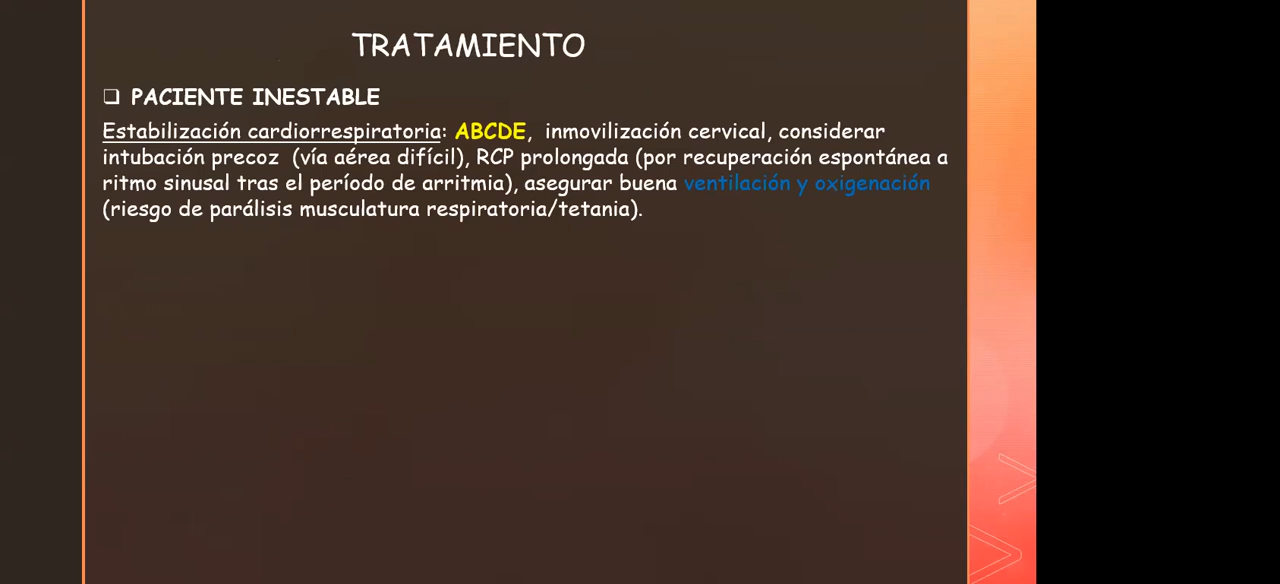 TRATAMIENTO
❑ PACIENTE INESTABLE
Estabilización cardiorrespiratoria: ABCDE, inmovilización cervical, considerar
intubación precoz (vía aérea difícil), RCP prolongada (por recuperación espontánea a
ritmo sinusal tras el período de arritmia), asegurar buena ventilación y oxigenación
(riesgo de parálisis musculatura respiratoria/tetania).